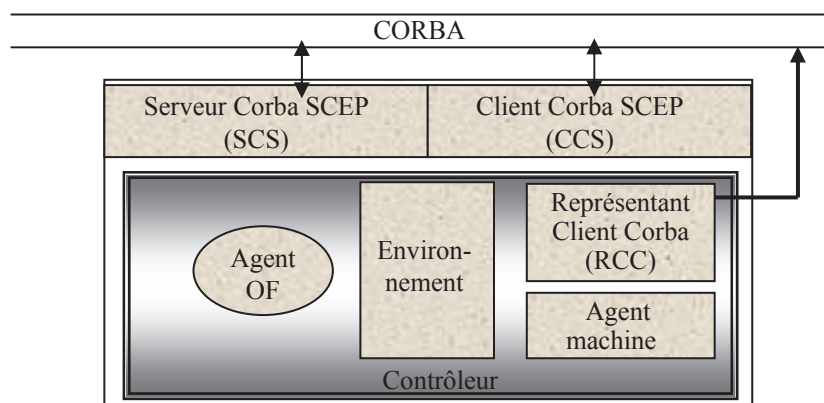 CORBA
Serveur Corba SCEP
(SCS)
Client Corba SCEP
(CCS)
Agent
OF
Environ-
nement
Représentant
Client Corba
(RCC)
Agent
machine
Contrôleur